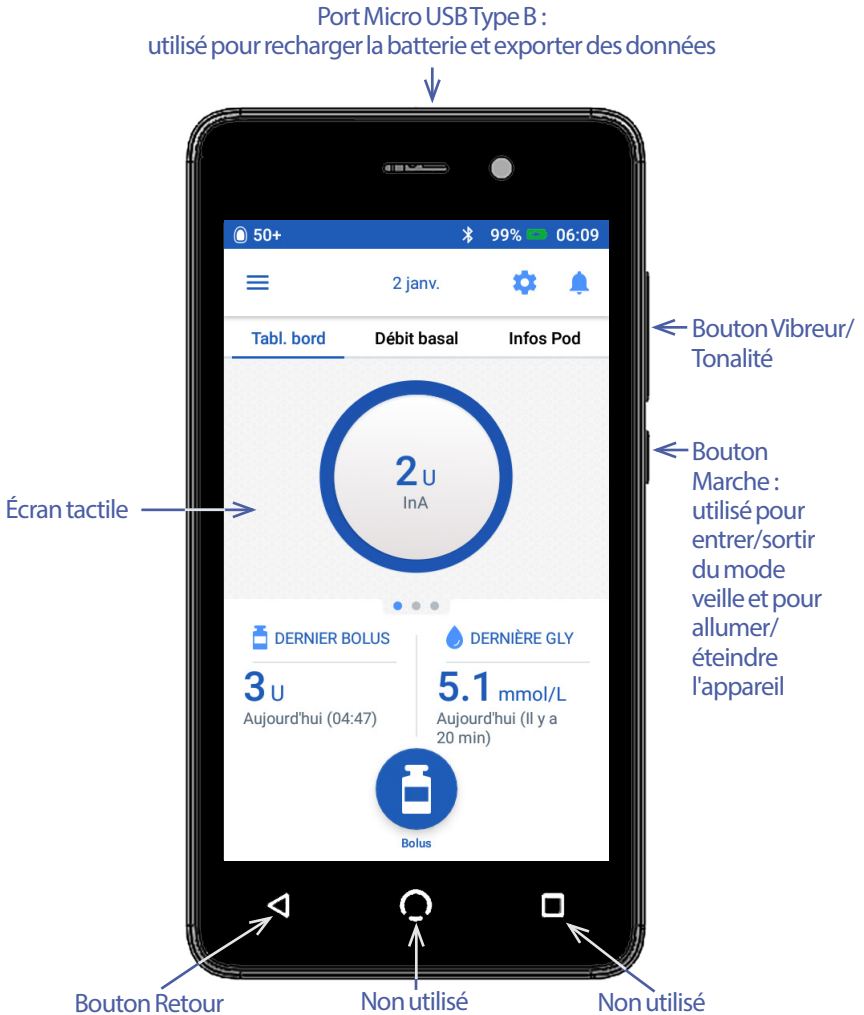 Port Micro USB Type B :
utilisé pour recharger la batterie et exporter des données
50+ 99% 06:09
2 janv.
Tabl. bord Débit basal Infos Pod
2 U
InA
Bouton Vibreur/
Tonalité
Écran tactile
Bouton
Marche :
utilisé pour
entrer/sortir
du mode
veille et pour
allumer/
éteindre
l'appareil
DERNIER BOLUS
3 U
Aujourd'hui (04:47)
DERNIÈRE GLY
5.1 mmol/L
Aujourd'hui (Il y a
20 min)
Bolus
Bouton Retour
Non utilisé
Non utilisé